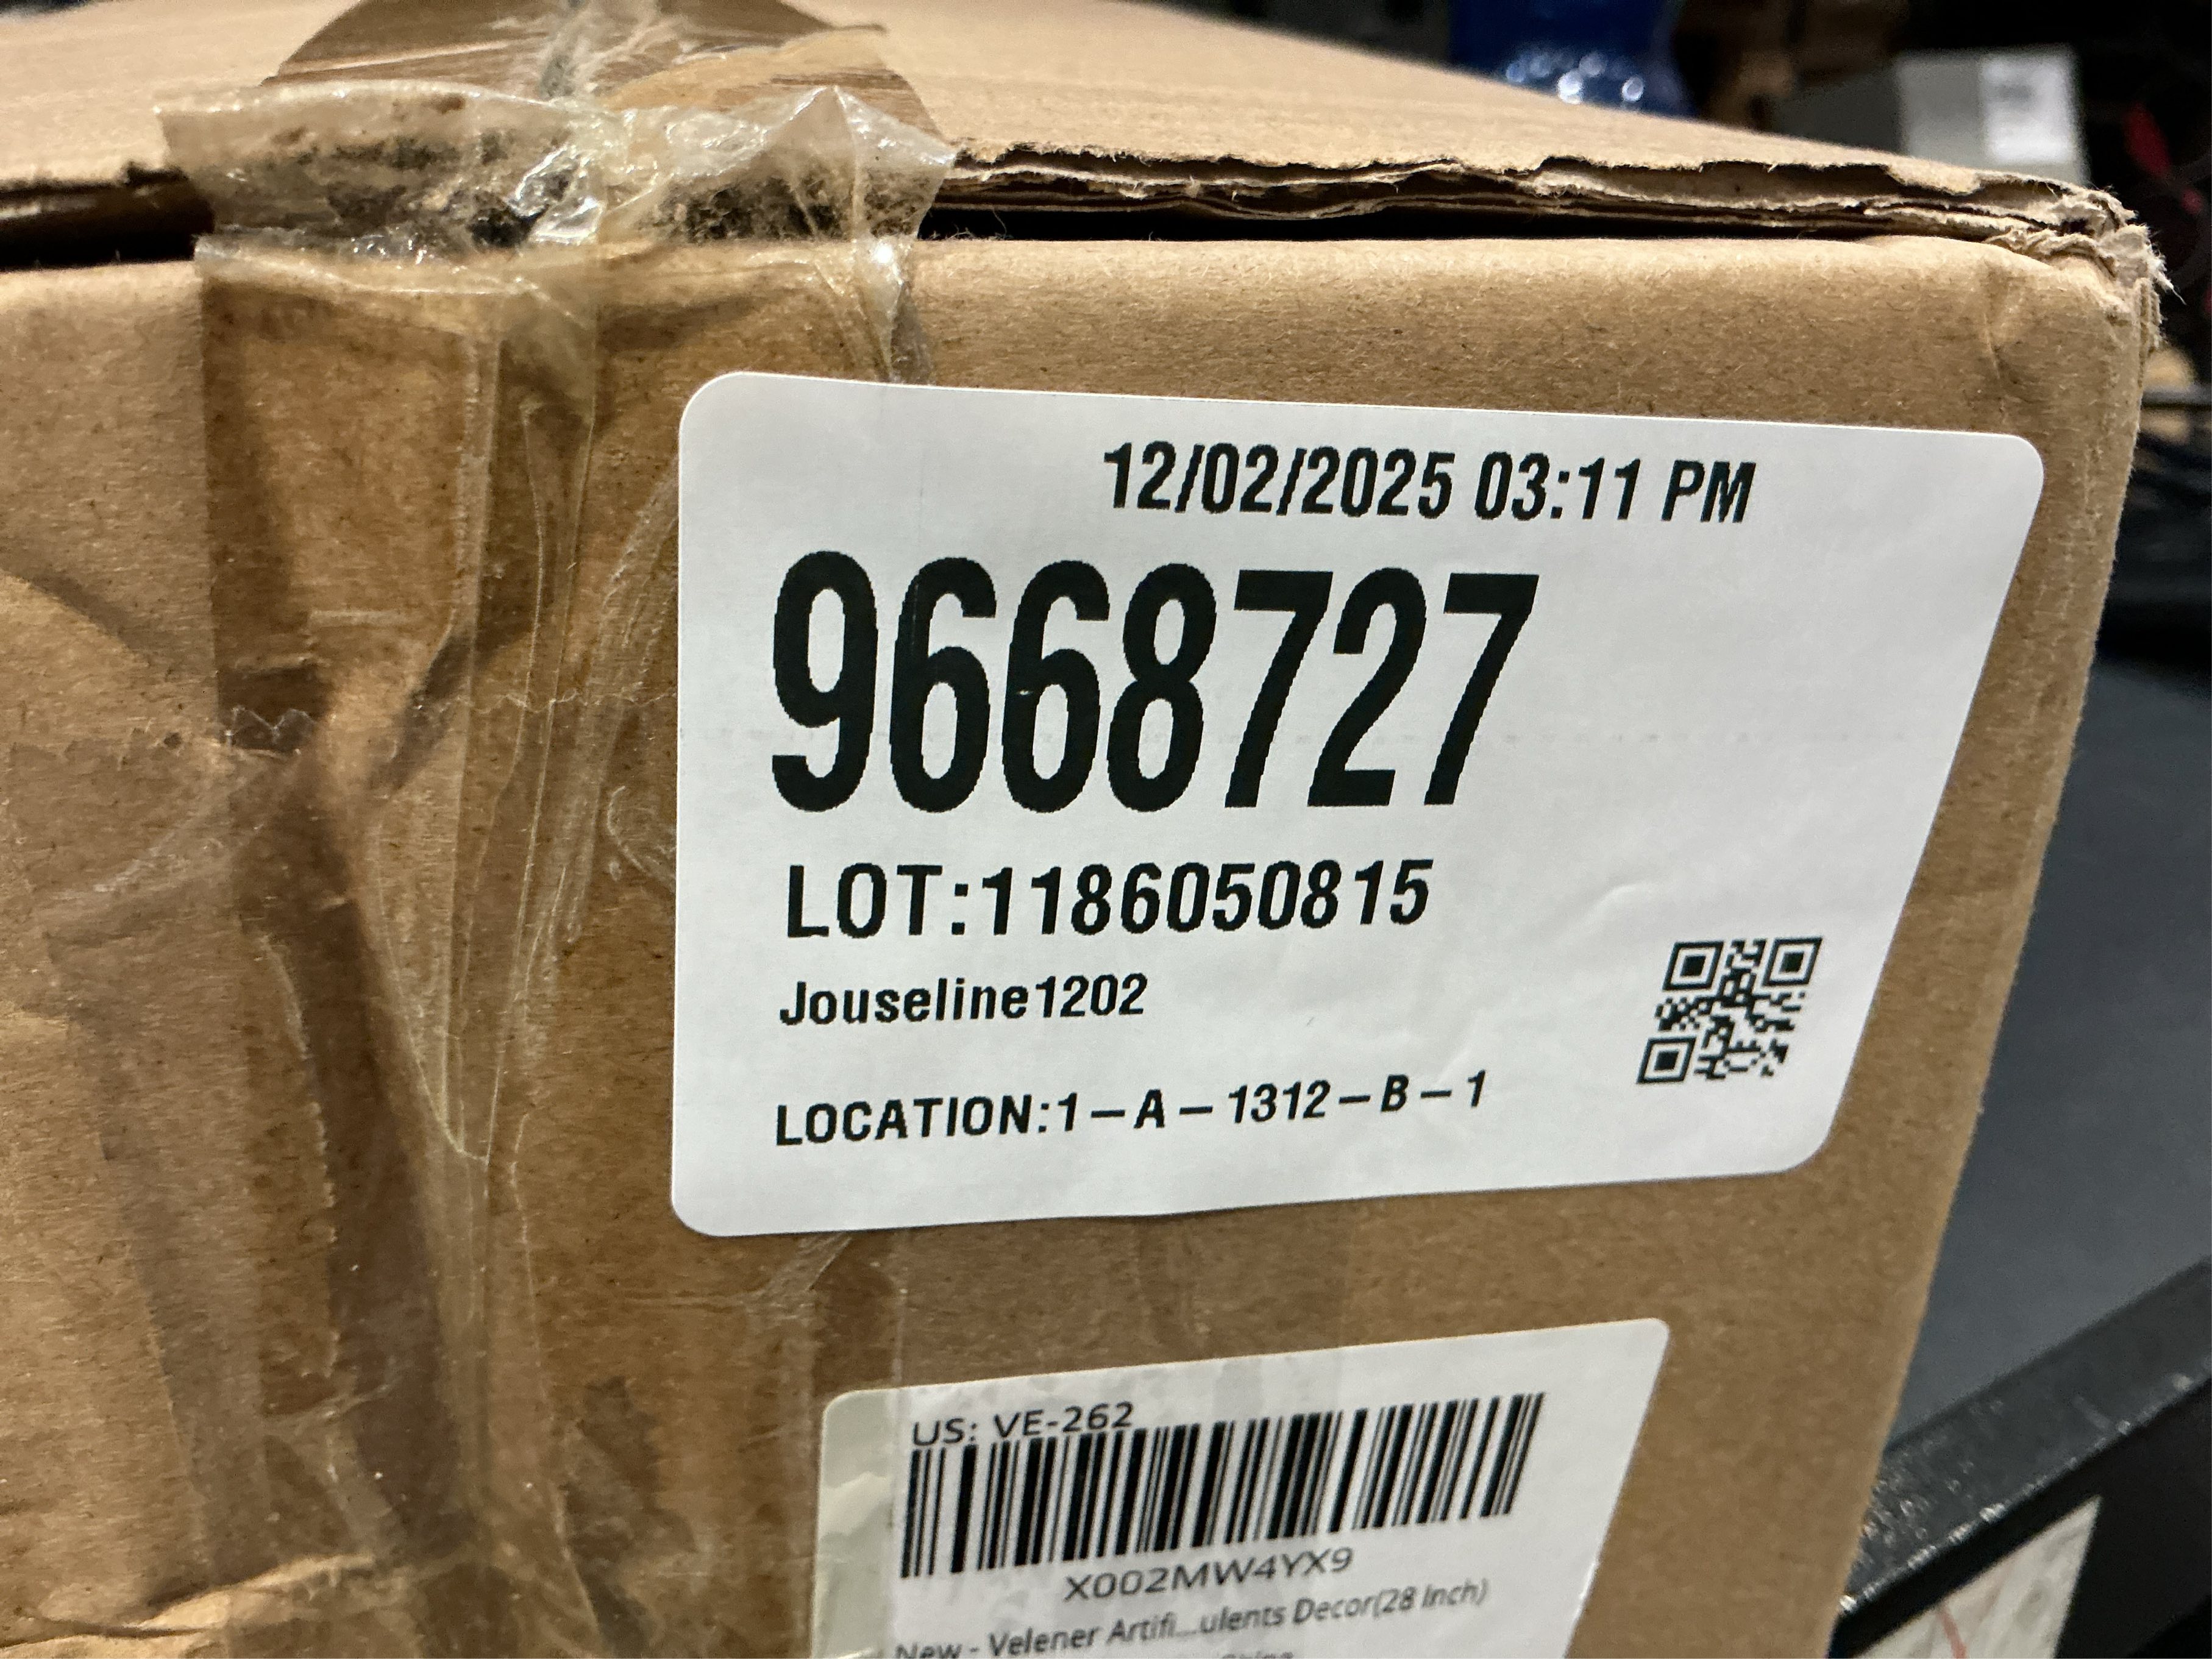 12/02/2025 03:11 PM
9668727
LOT:1186050815
Jouseline1202
LOCATION:1-A-1312-B-1
US: VE-262
X002MW4YX9
New - Velener Artifi...ulents Decor(28 Inch)